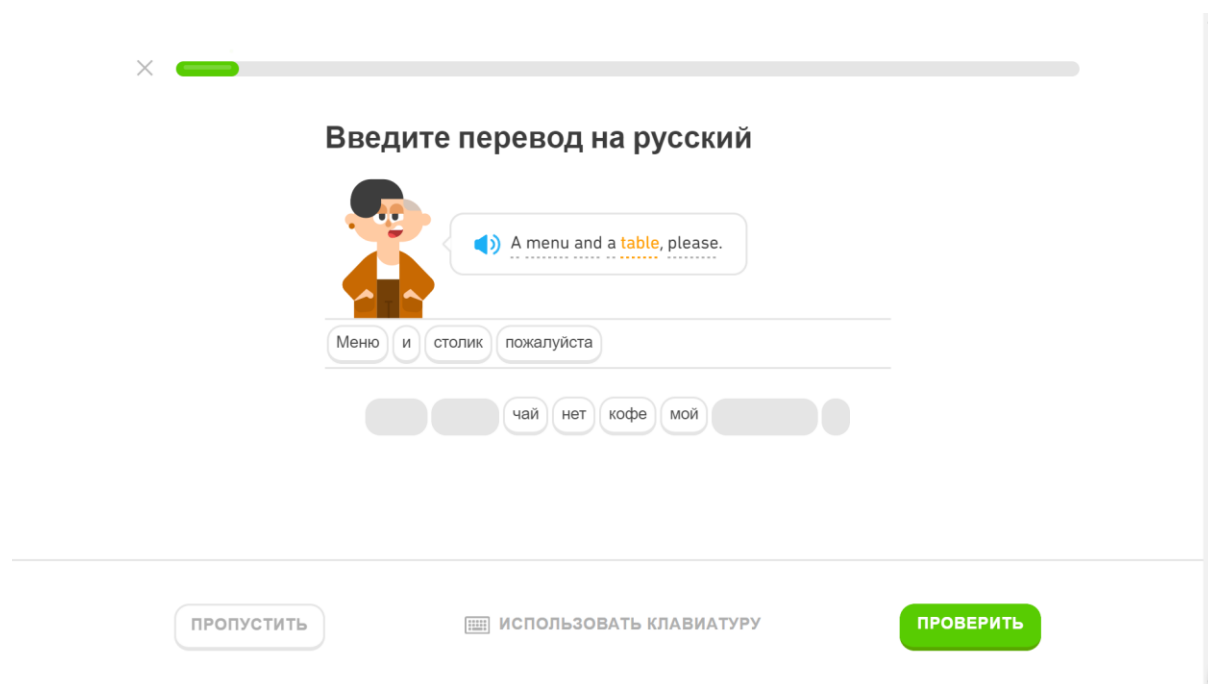 Введите перевод на русский
A menu and a table, please.
Меню и столик пожалуйста
чай нет кофе мой
ПРОПУСТИТЬ ИСПОЛЬЗОВАТЬ КЛАВИАТУРУ ПРОВЕРИТЬ